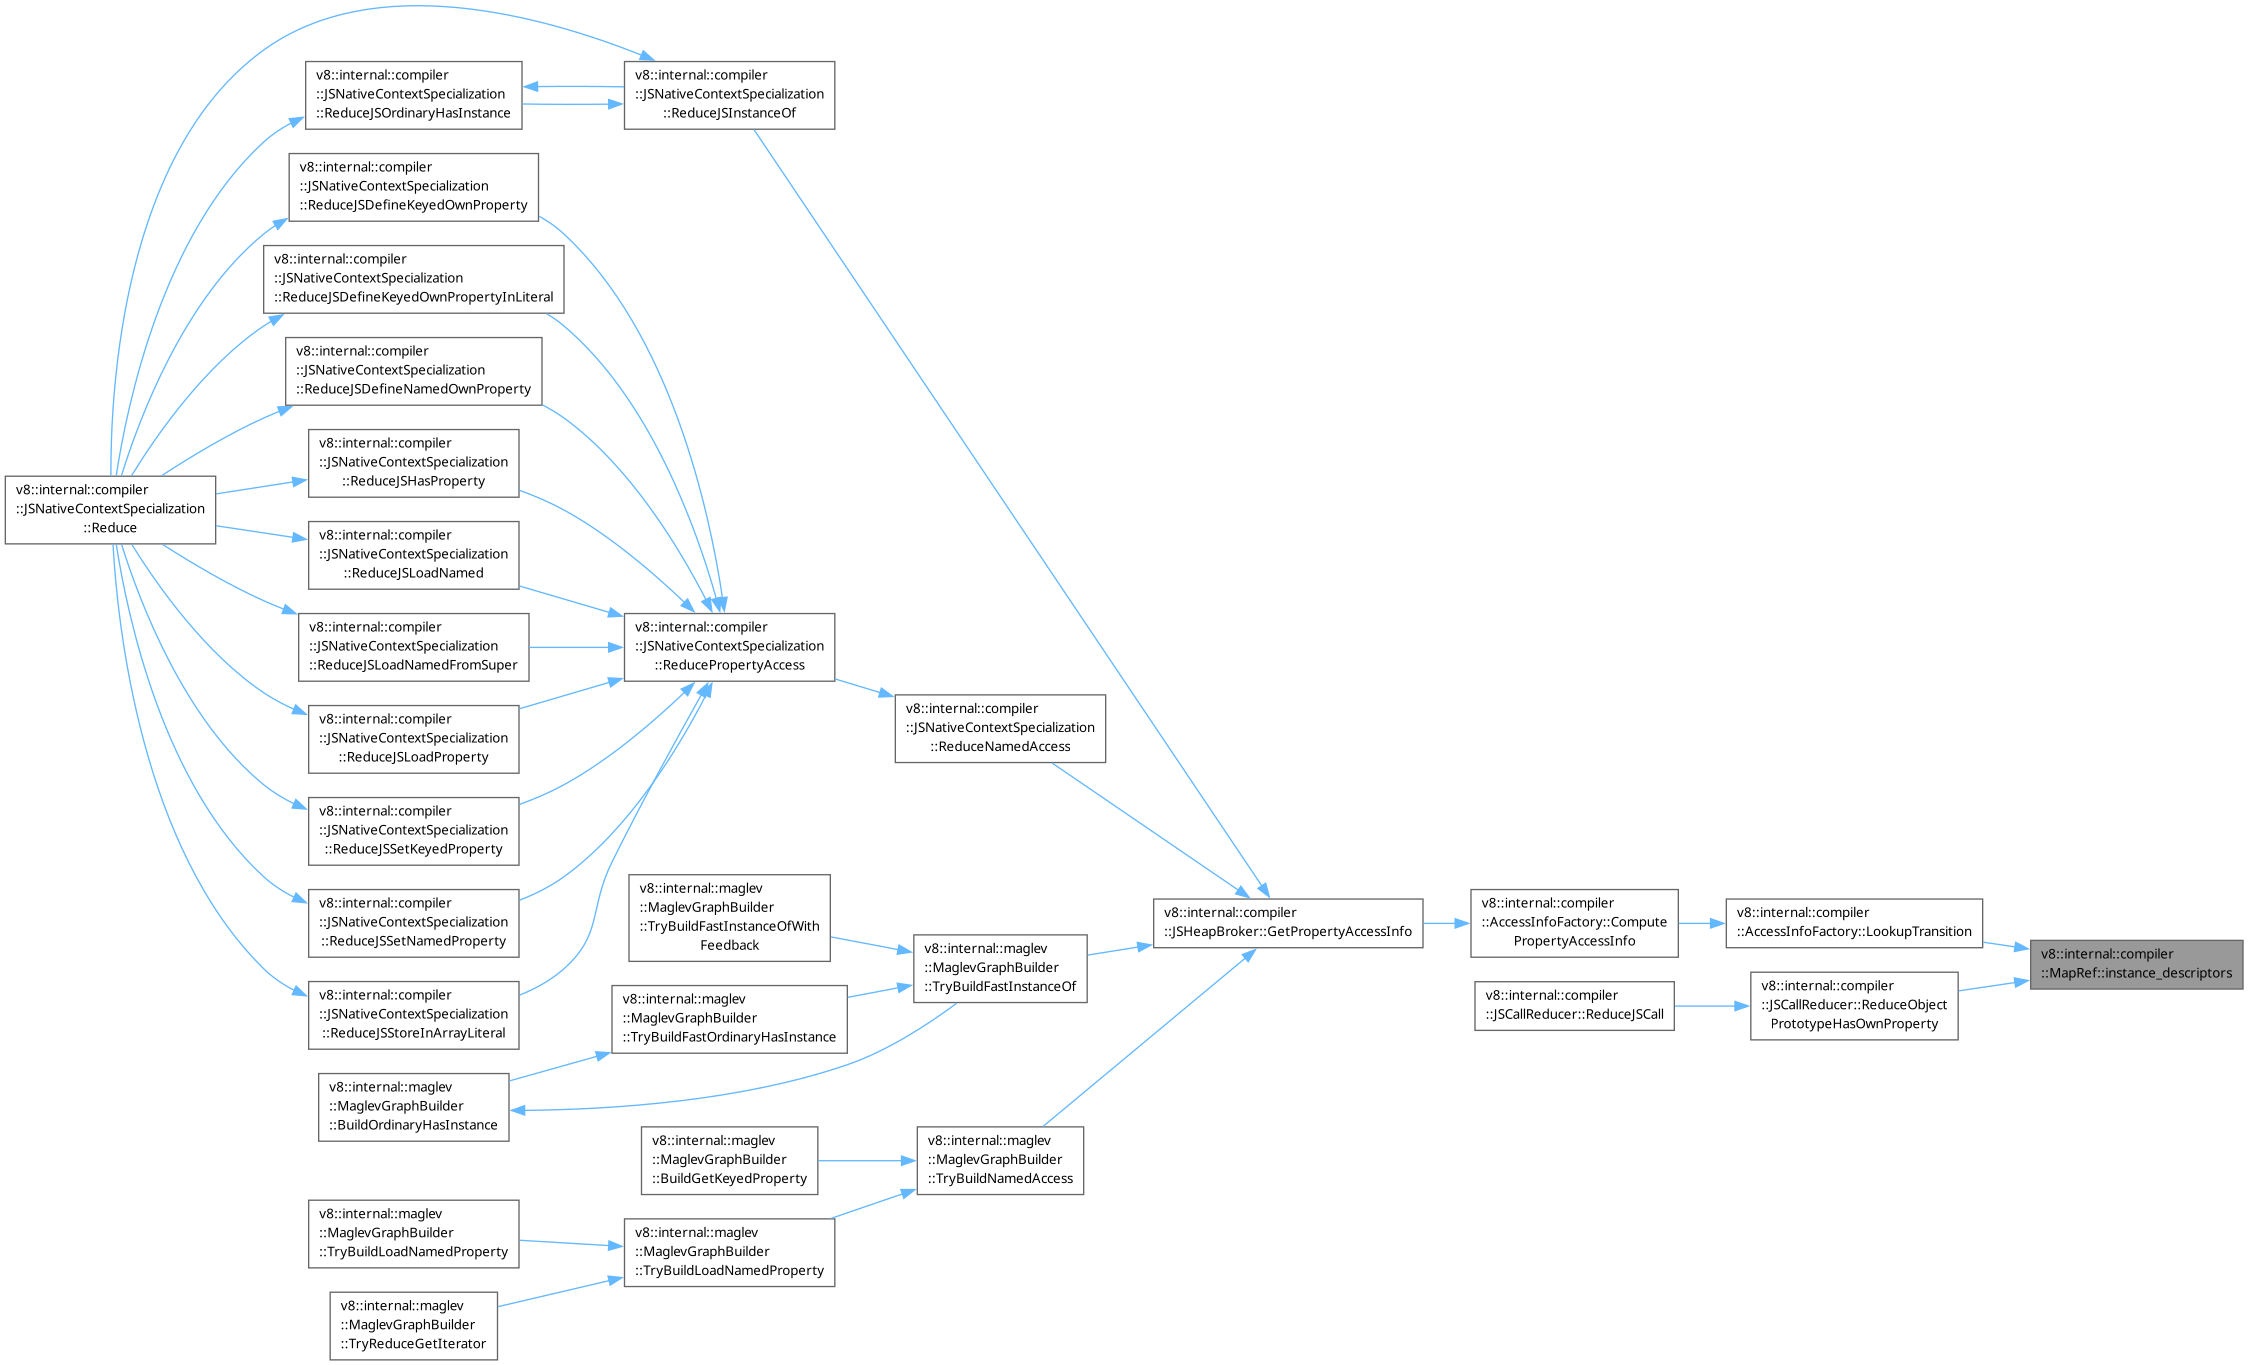 v8::internal::compiler
::JSNativeContextSpecialization
::Reduce
v8::internal::compiler
::JSNativeContextSpecialization
::ReduceJSOrdinaryHasInstance
v8::internal::compiler
::JSNativeContextSpecialization
::ReduceJSDefineKeyedOwnProperty
v8::internal::compiler
::JSNativeContextSpecialization
::ReduceJSDefineKeyedOwnPropertyInLiteral
v8::internal::compiler
::JSNativeContextSpecialization
::ReduceJSDefineNamedOwnProperty
v8::internal::compiler
::JSNativeContextSpecialization
::ReduceJSHasProperty
v8::internal::compiler
::JSNativeContextSpecialization
::ReduceJSLoadNamed
v8::internal::compiler
::JSNativeContextSpecialization
::ReduceJSLoadNamedFromSuper
v8::internal::compiler
::JSNativeContextSpecialization
::ReduceJSLoadProperty
v8::internal::compiler
::JSNativeContextSpecialization
::ReduceJSSetKeyedProperty
v8::internal::compiler
::JSNativeContextSpecialization
::ReduceJSSetNamedProperty
v8::internal::compiler
::JSNativeContextSpecialization
::ReduceJSStoreInArrayLiteral
v8::internal::maglev
::MaglevGraphBuilder
::BuildOrdinaryHasInstance
v8::internal::maglev
::MaglevGraphBuilder
::TryBuildLoadNamedProperty
v8::internal::maglev
::MaglevGraphBuilder
::TryReduceGetIterator
v8::internal::compiler
::JSNativeContextSpecialization
::ReduceJSInstanceOf
v8::internal::compiler
::JSNativeContextSpecialization
::ReducePropertyAccess
v8::internal::maglev
::MaglevGraphBuilder
::TryBuildFastInstanceOfWith
Feedback
v8::internal::maglev
::MaglevGraphBuilder
::TryBuildFastOrdinaryHasInstance
v8::internal::maglev
::MaglevGraphBuilder
::BuildGetKeyedProperty
v8::internal::maglev
::MaglevGraphBuilder
::TryBuildLoadNamedProperty
v8::internal::compiler
::JSNativeContextSpecialization
::ReduceNamedAccess
v8::internal::maglev
::MaglevGraphBuilder
::TryBuildFastInstanceOf
v8::internal::maglev
::MaglevGraphBuilder
::TryBuildNamedAccess
v8::internal::compiler
::JSHeapBroker::GetPropertyAccessInfo
v8::internal::compiler
::AccessInfoFactory::Compute
PropertyAccessInfo
v8::internal::compiler
::JSCallReducer::ReduceJSCall
v8::internal::compiler
::AccessInfoFactory::LookupTransition
v8::internal::compiler
::JSCallReducer::ReduceObject
PrototypeHasOwnProperty
v8::internal::compiler
::MapRef::instance_descriptors